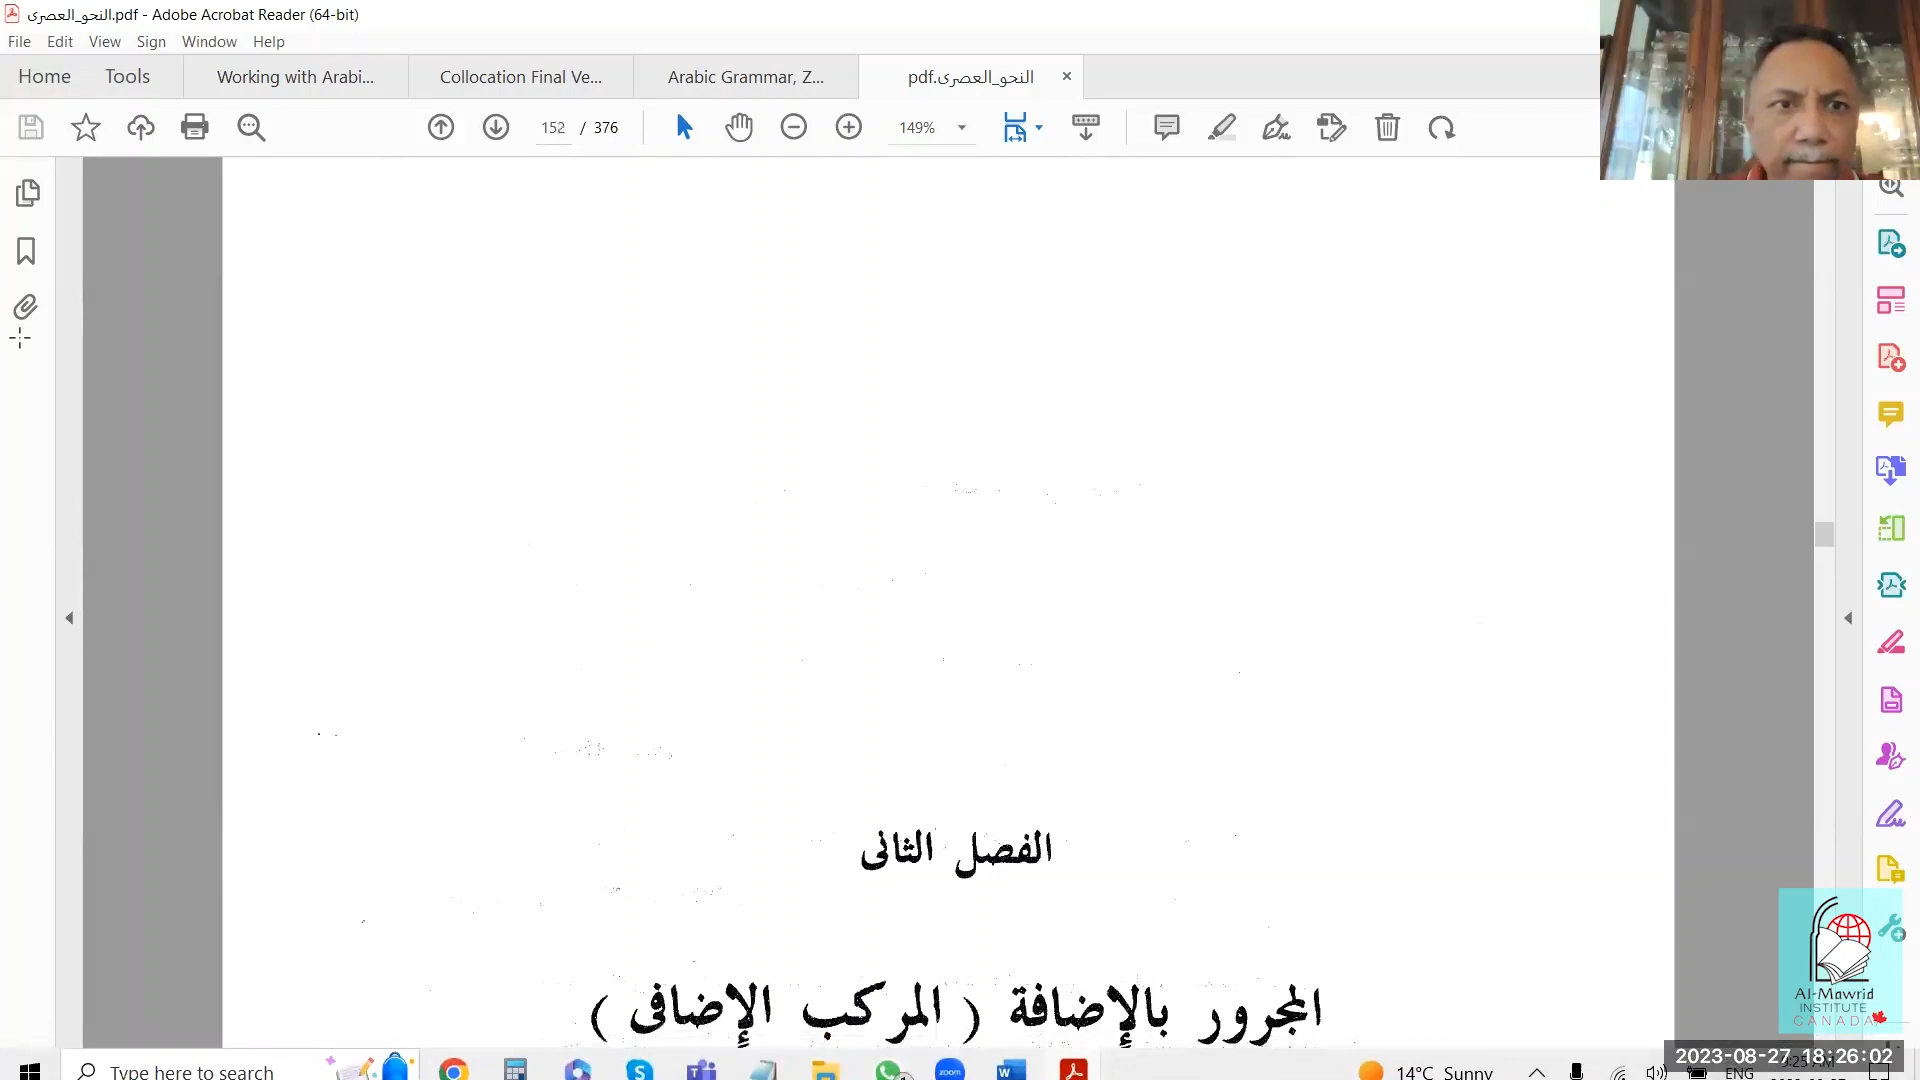 النحو_العصرى.pdf - Adobe Acrobat Reader (64-bit)
File Edit View Sign Window Help
Home Tools Working with Arabi... Collocation Final Ve... Arabic Grammar, Z... النحو_العصرى.pdf
152 / 376 149%
الفصل الثانى
المجرور بالإضافة ( المركب الإضافى )
Al-Mawrid
INSTITUTE
CANADA
2023-08-27 18:26:02
Type here to search zoom 14°C Sunny ENG